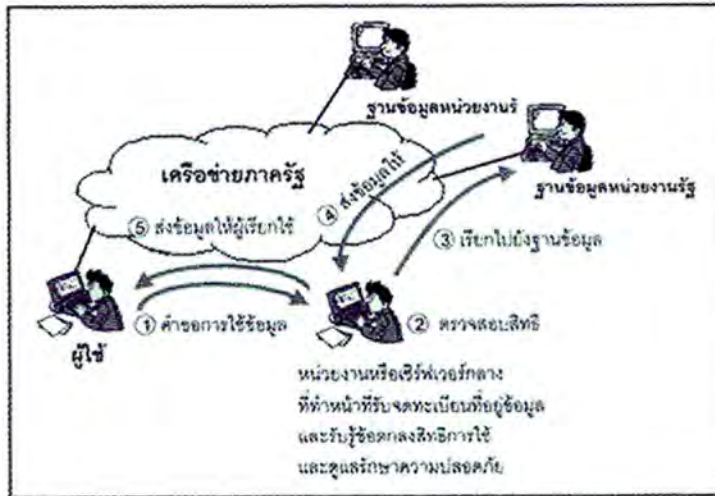 ฐานข้อมูลหน่วยงานรั
เครือข่ายภาครัฐ
④ ส่งข้อมูลให้
ฐานข้อมูลหน่วยงานรัฐ
⑤ ส่งข้อมูลให้ผู้เรียกใช้
③ เรียกไปยังฐานข้อมูล
① คำขอการใช้ข้อมูล
② ตรวจสอบสิทธิ
ผู้ใช้
หน่วยงานหรือเซิร์ฟเวอร์กลาง
ที่ทำหน้าที่รับจดทะเบียนที่อยู่ข้อมูล
และรับรู้ข้อตกลงสิทธิการใช้
และดูแลรักษาความปลอดภัย